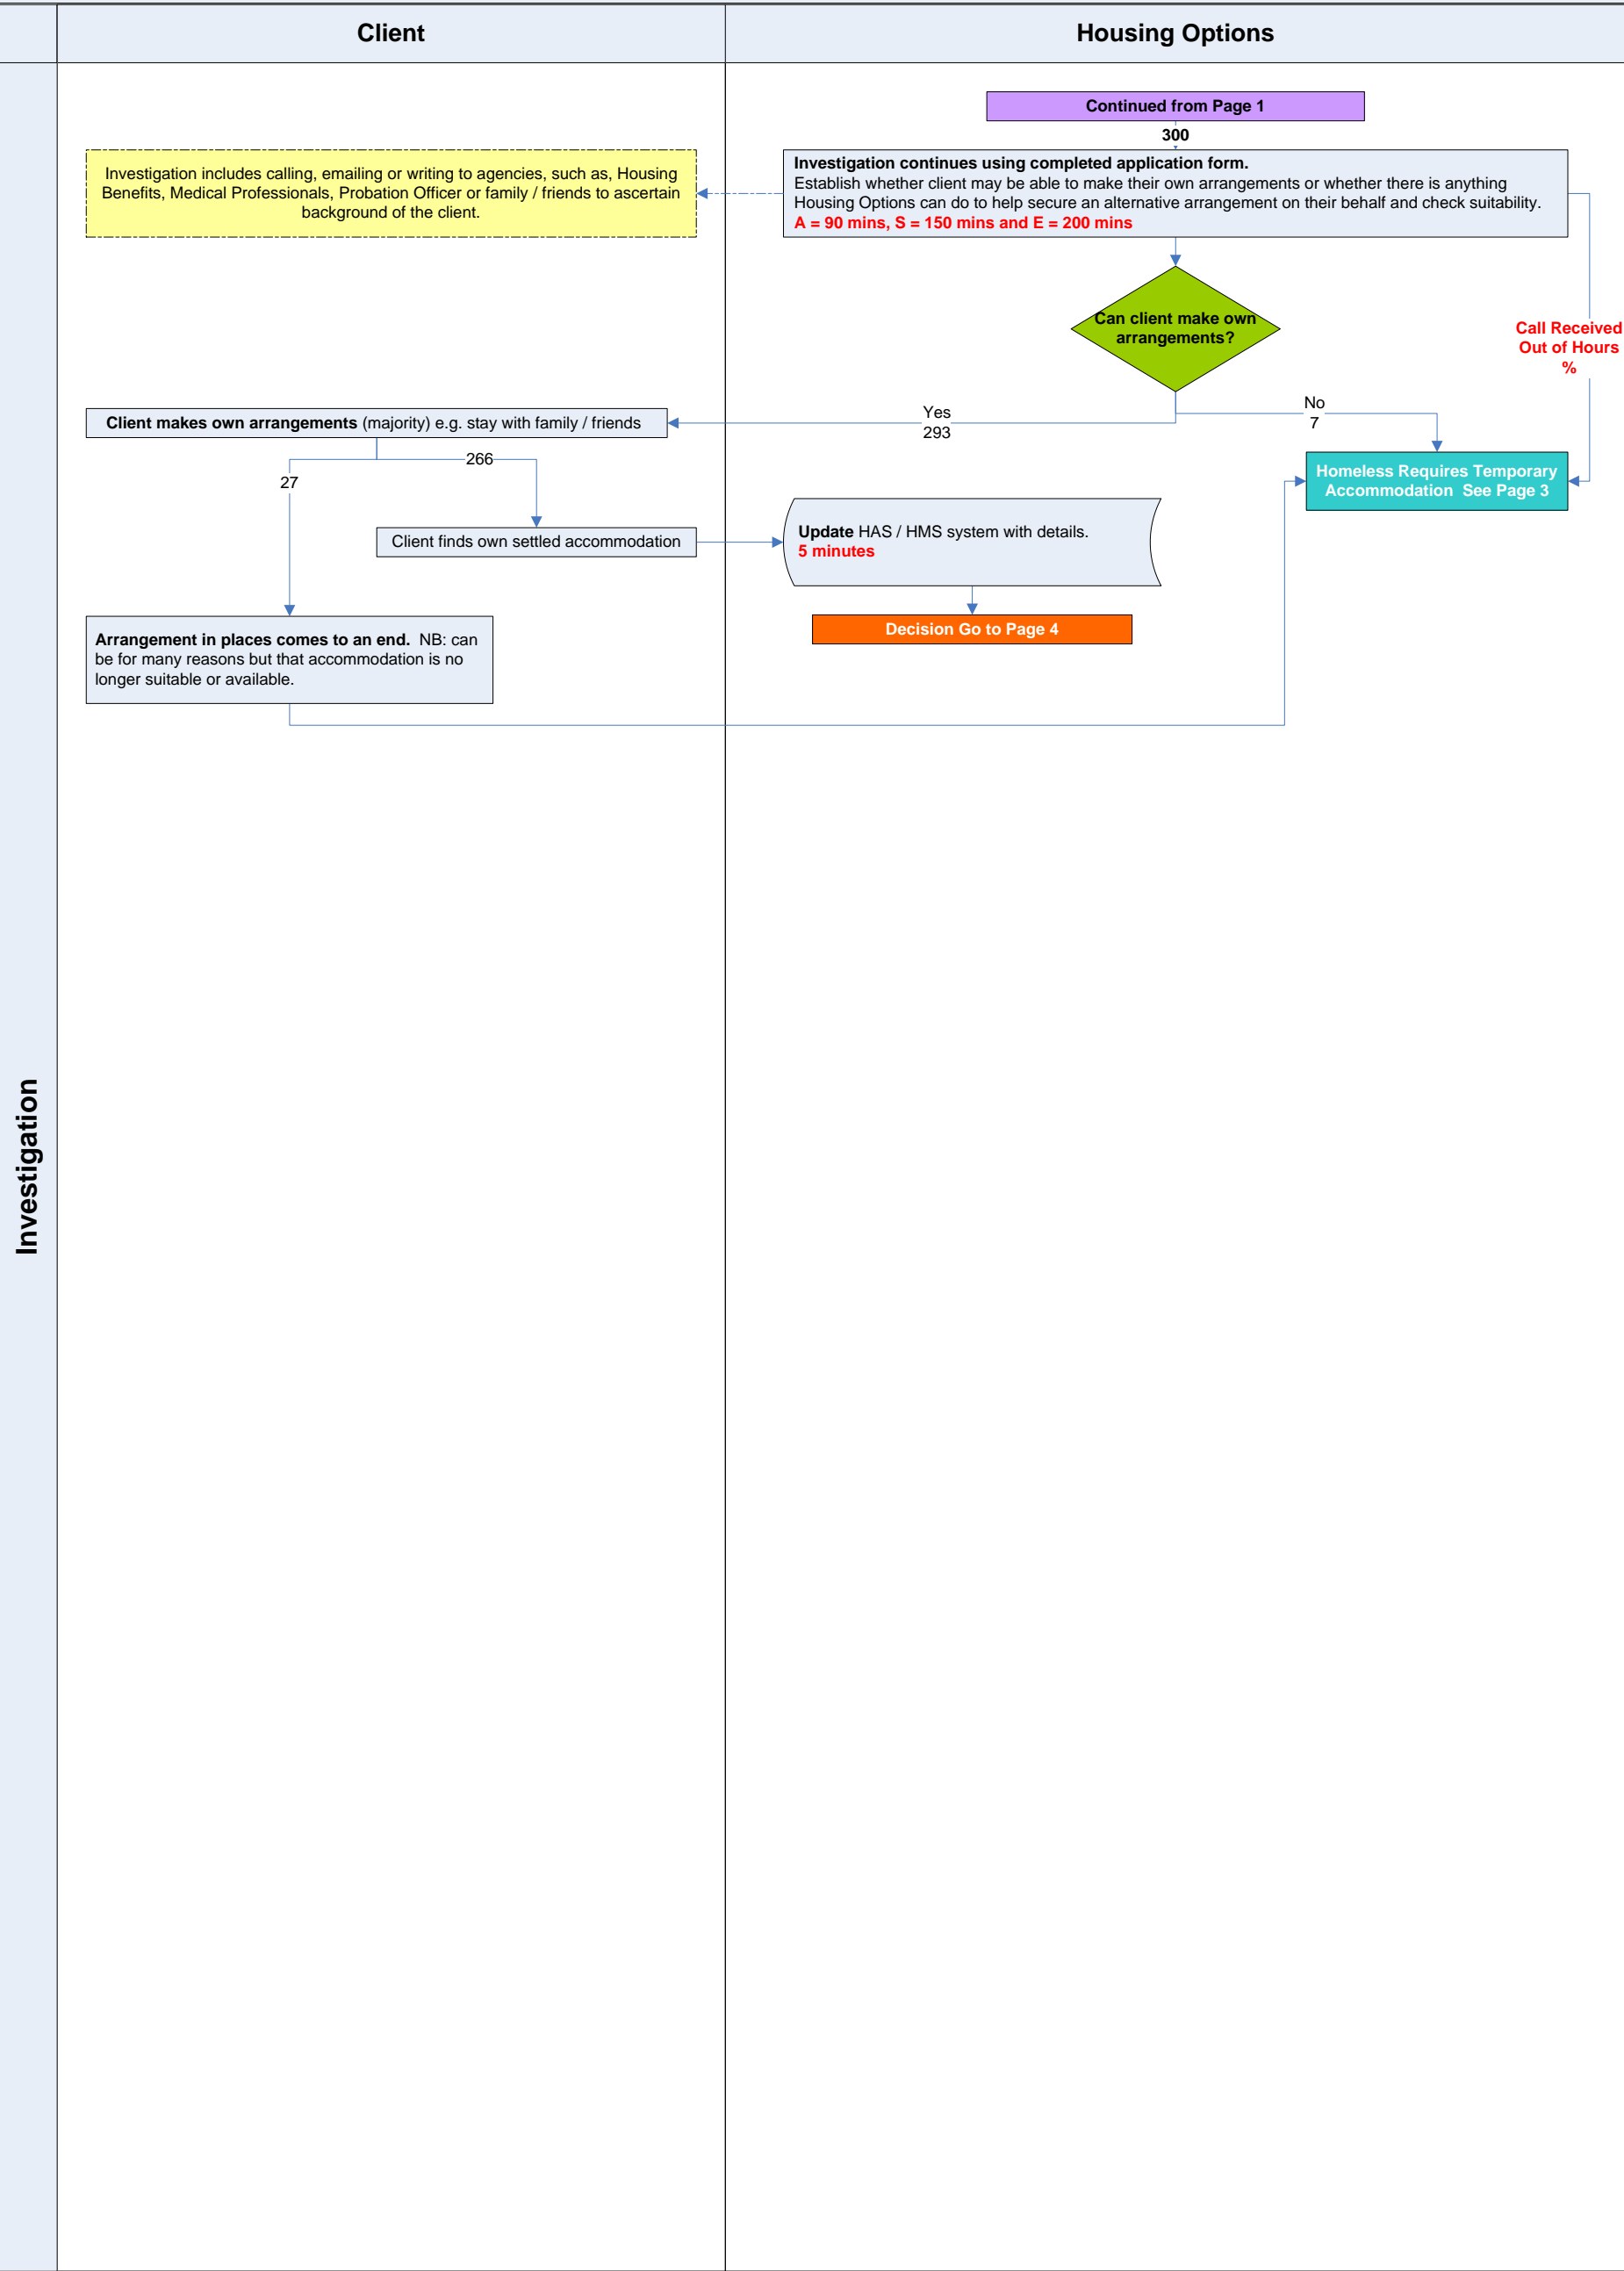 Client
Housing Options
Continued from Page 1
300
Investigation includes calling, emailing or writing to agencies, such as, Housing
Benefits, Medical Professionals, Probation Officer or family / friends to ascertain
background of the client.
Investigation continues using completed application form.
Establish whether client may be able to make their own arrangements or whether there is anything
Housing Options can do to help secure an alternative arrangement on their behalf and check suitability.
A = 90 mins, S = 150 mins and E = 200 mins
Can client make own
arrangements?
Call Received
Out of Hours
%
Yes
293
No
7
Client makes own arrangements (majority) e.g. stay with family / friends
266
27
Homeless Requires Temporary
Accommodation  See Page 3
Client finds own settled accommodation
Update HAS / HMS system with details.
5 minutes
Decision Go to Page 4
Arrangement in places comes to an end.  NB: can
be for many reasons but that accommodation is no
longer suitable or available.
Investigation